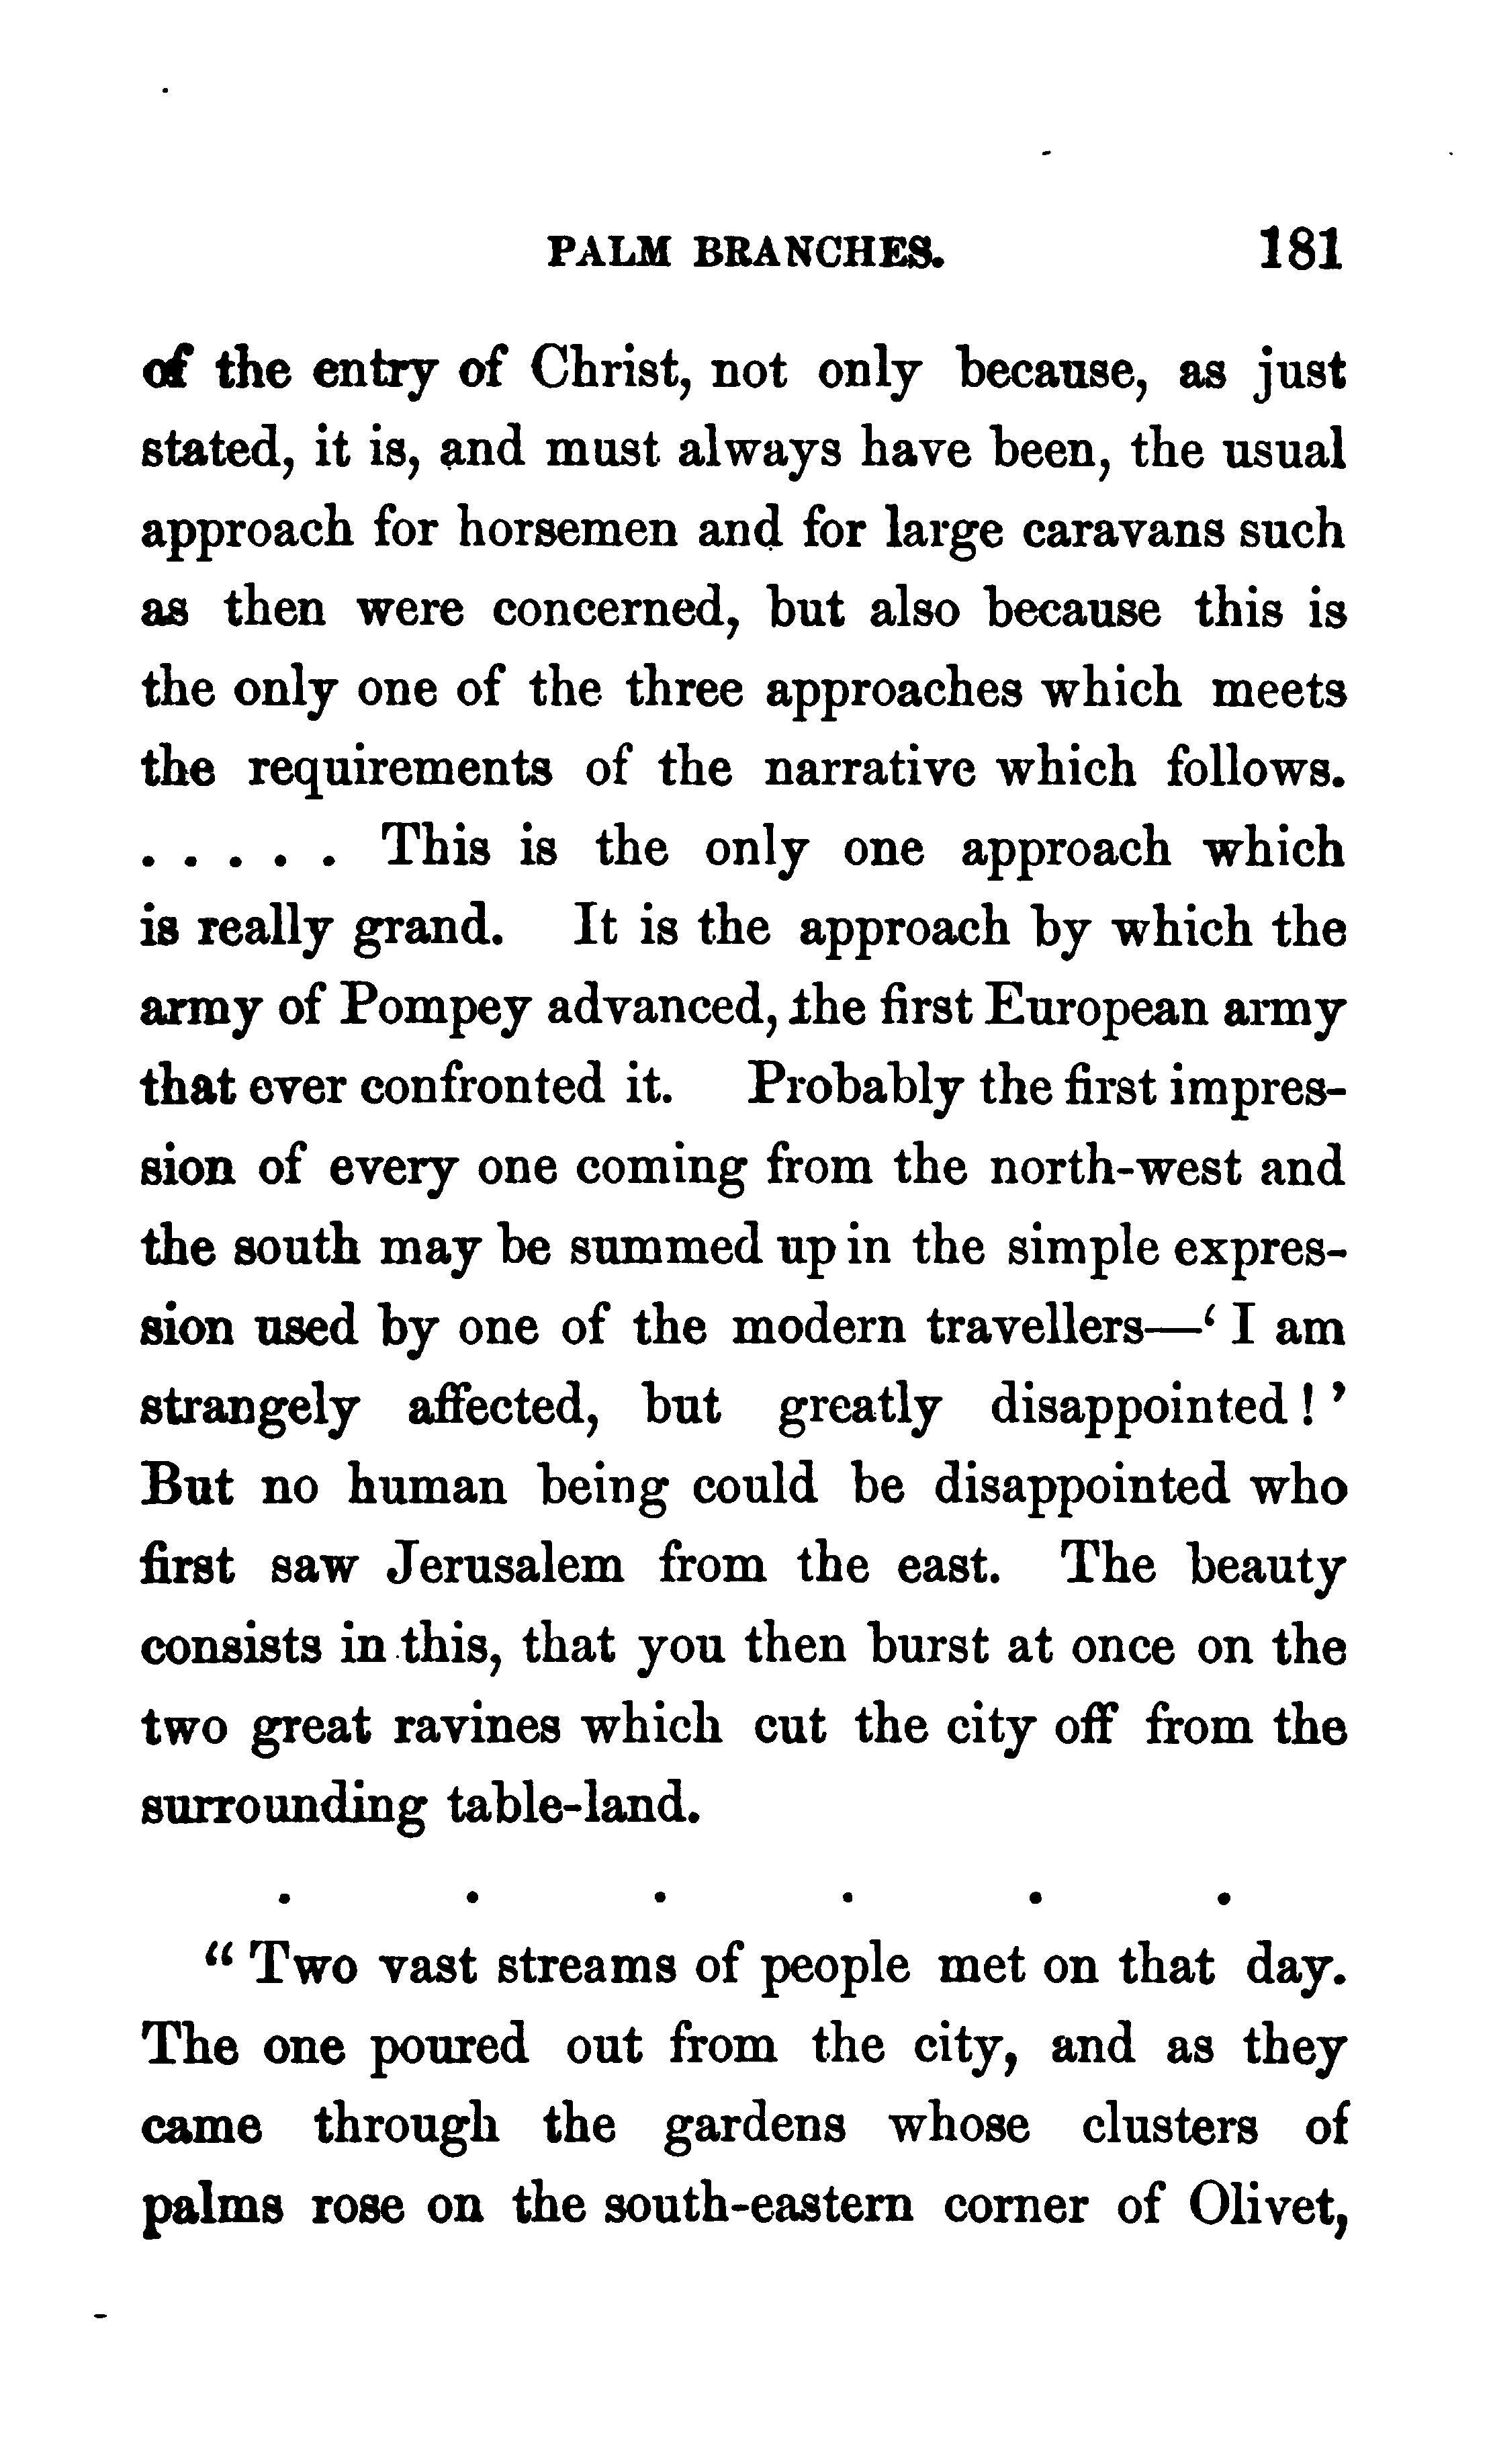 PALM BRANCHES. 181
of the entry of Christ, not only because, as just
stated, it is, and must always have been, the usual
approach for horsemen and for large caravans such
as then were concerned, but also because this is
the only one of the three approaches which meets
the requirements of the narrative which follows.
. . . . . This is the only one approach which
is really grand. It is the approach by which the
army of Pompey advanced, the first European army
that ever confronted it. Probably the first impres-
sion of every one coming from the north-west and
the south may be summed up in the simple expres-
sion used by one of the modern travellers—‘ I am
strangely affected, but greatly disappointed ! ’
But no human being could be disappointed who
first saw Jerusalem from the east. The beauty
consists in this, that you then burst at once on the
two great ravines which cut the city off from the
surrounding table-land.
. . . . . .
“ Two vast streams of people met on that day.
The one poured out from the city, and as they
came through the gardens whose clusters of
palms rose on the south-eastern corner of Olivet,